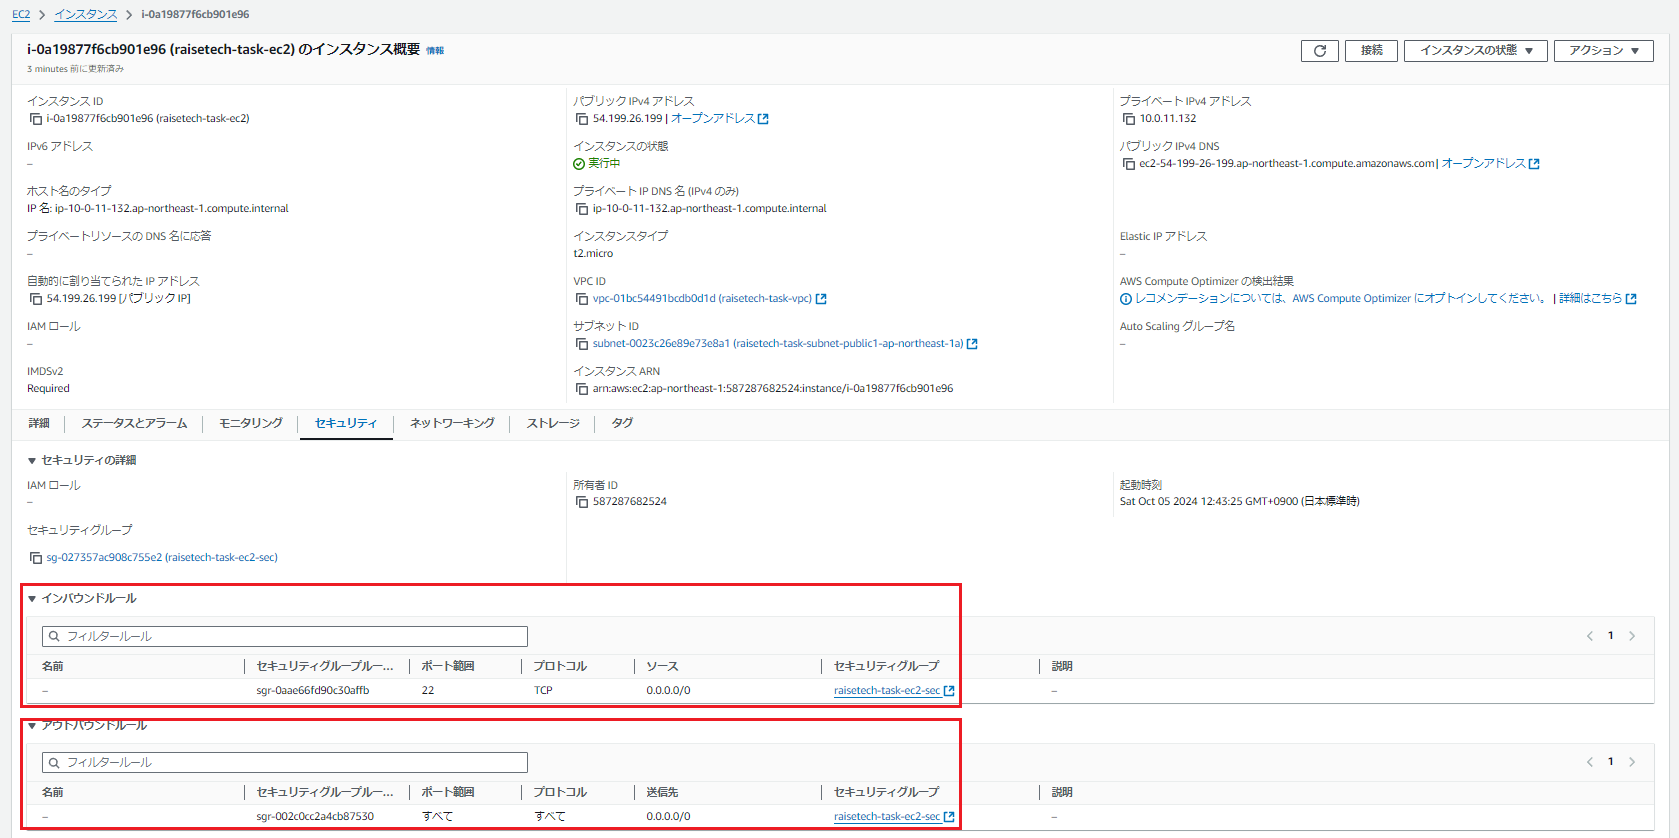 EC2 > インスタンス > i-0a19877f6cb901e96
i-0a19877f6cb901e96 (raisetech-task-ec2) のインスタンス概要 情報
3 minutes 前に更新済み
接続
インスタンスの状態 ▼
アクション ▼
インスタンス ID
i-0a19877f6cb901e96 (raisetech-task-ec2)
パブリック IPv4 アドレス
54.199.26.199 | オープンアドレス
プライベート IPv4 アドレス
10.0.11.132
IPv6 アドレス
–
インスタンスの状態
実行中
パブリック IPv4 DNS
ec2-54-199-26-199.ap-northeast-1.compute.amazonaws.com | オープンアドレス
ホスト名のタイプ
IP 名: ip-10-0-11-132.ap-northeast-1.compute.internal
プライベート IP DNS 名 (IPv4 のみ)
ip-10-0-11-132.ap-northeast-1.compute.internal
プライベートリソースの DNS 名に応答
–
インスタンスタイプ
t2.micro
Elastic IP アドレス
–
自動的に割り当てられた IP アドレス
54.199.26.199 [パブリック IP]
VPC ID
vpc-01bc54491bcdb0d1d (raisetech-task-vpc)
AWS Compute Optimizer の検出結果
レコメンデーションについては、AWS Compute Optimizer にオプトインしてください。 | 詳細はこちら
IAM ロール
–
サブネット ID
subnet-0023c26e89e73e8a1 (raisetech-task-subnet-public1-ap-northeast-1a)
Auto Scaling グループ名
–
IMDSv2
Required
インスタンス ARN
arn:aws:ec2:ap-northeast-1:587287682524:instance/i-0a19877f6cb901e96
詳細 ステータスとアラーム モニタリング セキュリティ ネットワーキング ストレージ タグ
▼ セキュリティの詳細
IAM ロール
–
所有者 ID
587287682524
起動時刻
Sat Oct 05 2024 12:43:25 GMT+0900 (日本標準時)
セキュリティグループ
sg-027357ac908c755e2 (raisetech-task-ec2-sec)
▼ インバウンドルール
フィルタールール
< 1 >
名前 セキュリティグループルー... ポート範囲 プロトコル ソース セキュリティグループ 説明
– sgr-0aae66fd90c30affb 22 TCP 0.0.0.0/0 raisetech-task-ec2-sec –
▼ アウトバウンドルール
フィルタールール
< 1 >
名前 セキュリティグループルー... ポート範囲 プロトコル 送信先 セキュリティグループ 説明
– sgr-002c0cc2a4cb87530 すべて すべて 0.0.0.0/0 raisetech-task-ec2-sec –